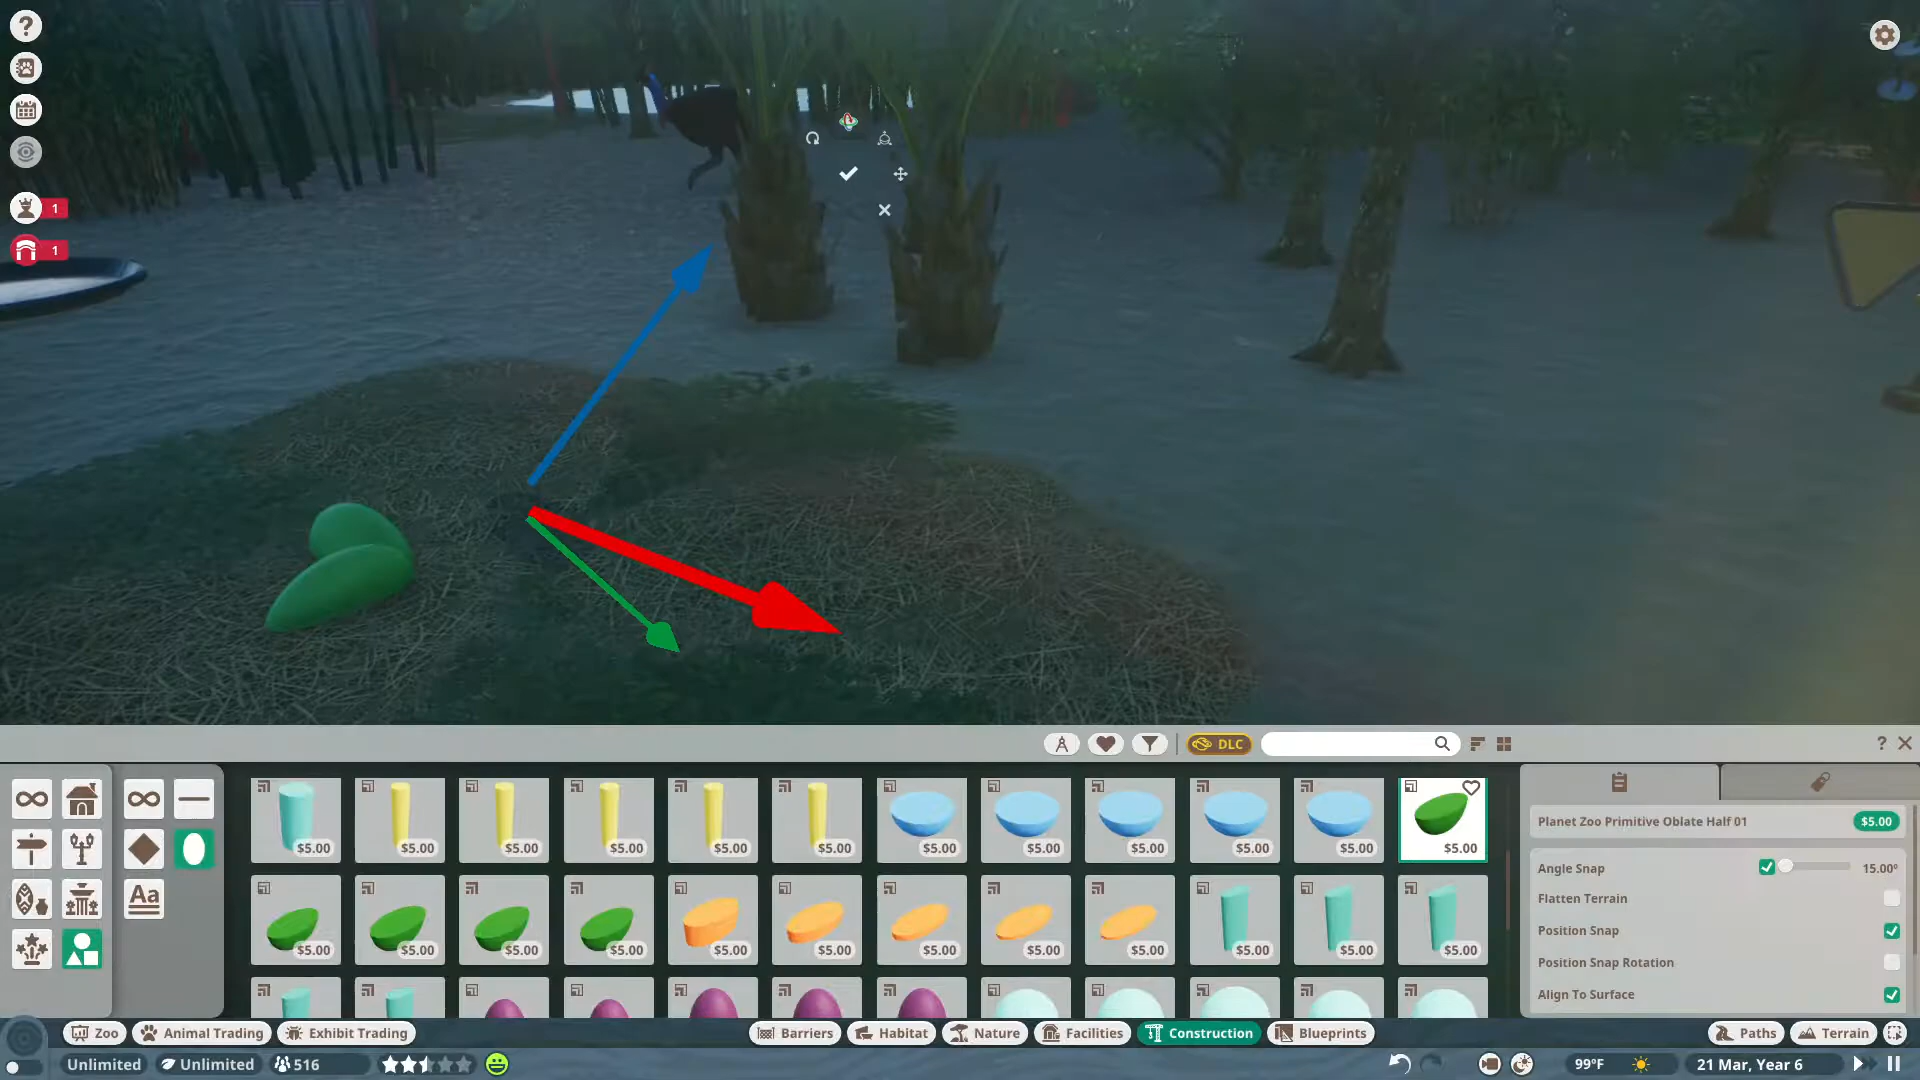 ?
1
1
DLC
?
$5.00 $5.00 $5.00 $5.00 $5.00 $5.00 $5.00 $5.00 $5.00 $5.00 $5.00 $5.00
Planet Zoo Primitive Oblate Half 01 $5.00
Angle Snap 15.00°
Flatten Terrain
Aa
$5.00 $5.00 $5.00 $5.00 $5.00 $5.00 $5.00 $5.00 $5.00 $5.00 $5.00 $5.00
Position Snap
Position Snap Rotation
Align To Surface
Zoo Animal Trading Exhibit Trading Barriers Habitat Nature Facilities Construction Blueprints Paths Terrain
Unlimited Unlimited 516 99°F 21 Mar, Year 6